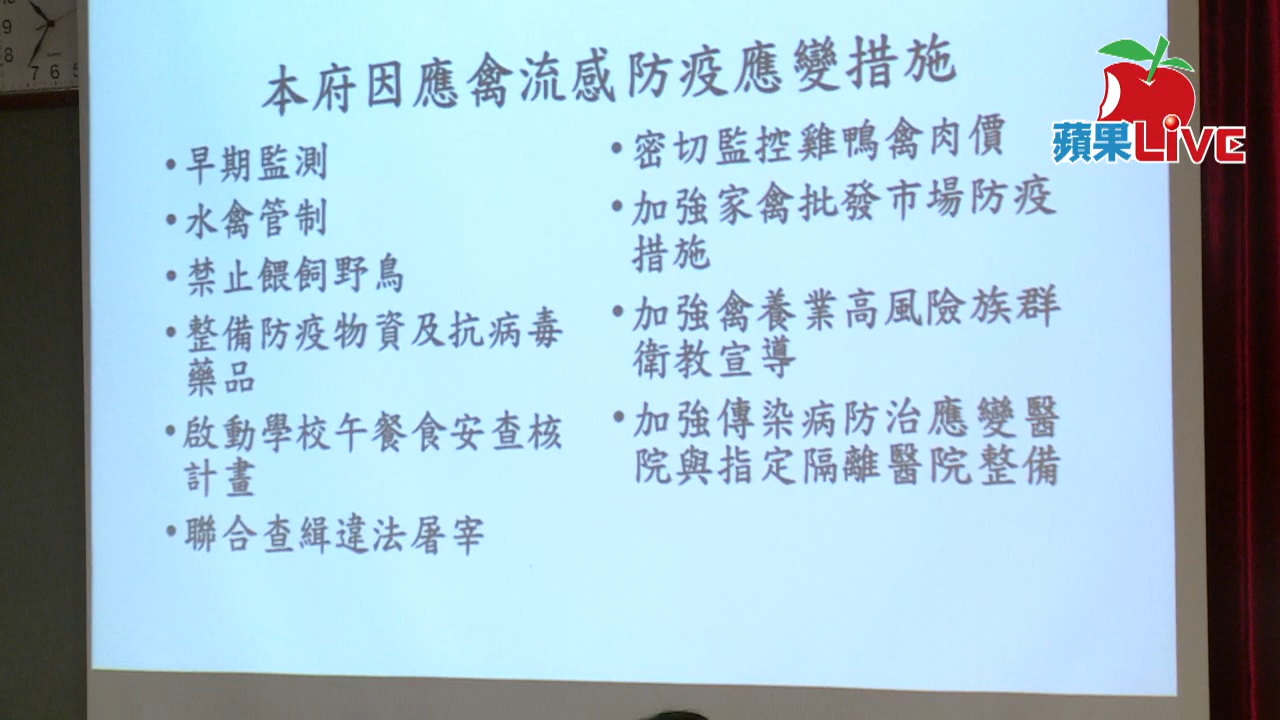 本府因應禽流感防疫應變措施
•早期監測
•水禽管制
•禁止餵飼野鳥
•整備防疫物資及抗病毒
藥品
•啟動學校午餐食安查核
計畫
•聯合查緝違法屠宰
•密切監控雞鴨禽肉價
•加強家禽批發市場防疫
措施
•加強禽養業高風險族群
衛教宣導
•加強傳染病防治應變醫
院與指定隔離醫院整備
蘋果LiVE
9
8
7 6 5